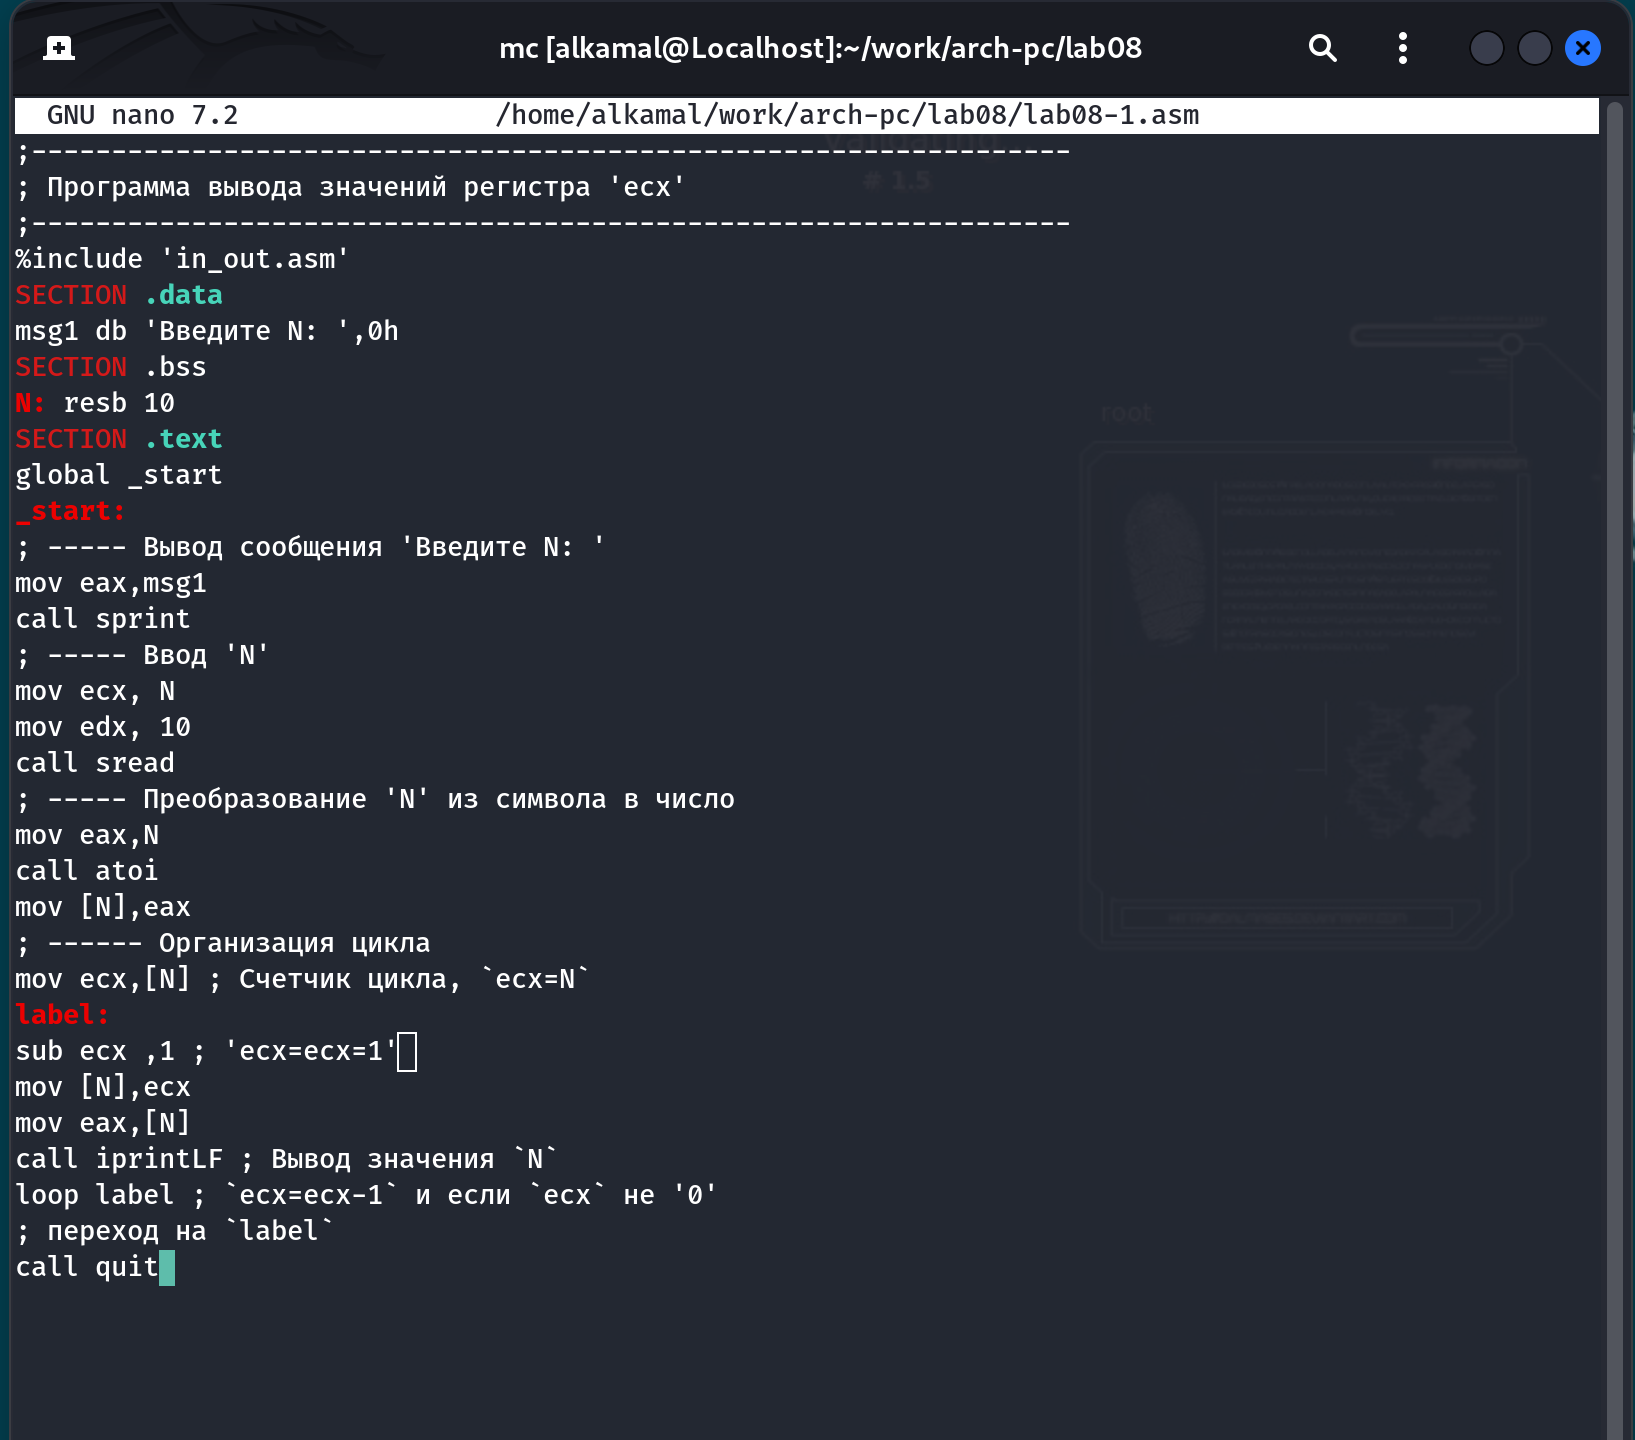 mc [alkamal@Localhost]:~/work/arch-pc/lab08
GNU nano 7.2 /home/alkamal/work/arch-pc/lab08/lab08-1.asm
;-----------------------------------------------------------------
; Программа вывода значений регистра 'ecx'
;-----------------------------------------------------------------
%include 'in_out.asm'
SECTION .data
msg1 db 'Введите N: ',0h
SECTION .bss
N: resb 10
SECTION .text
global _start
_start:
; ----- Вывод сообщения 'Введите N: '
mov eax,msg1
call sprint
; ----- Ввод 'N'
mov ecx, N
mov edx, 10
call sread
; ----- Преобразование 'N' из символа в число
mov eax,N
call atoi
mov [N],eax
; ------ Организация цикла
mov ecx,[N] ; Счетчик цикла, `ecx=N`
label:
sub ecx ,1 ; 'ecx=ecx=1'
mov [N],ecx
mov eax,[N]
call iprintLF ; Вывод значения `N`
loop label ; `ecx=ecx-1` и если `ecx` не '0'
; переход на `label`
call quit
# 1.5
root